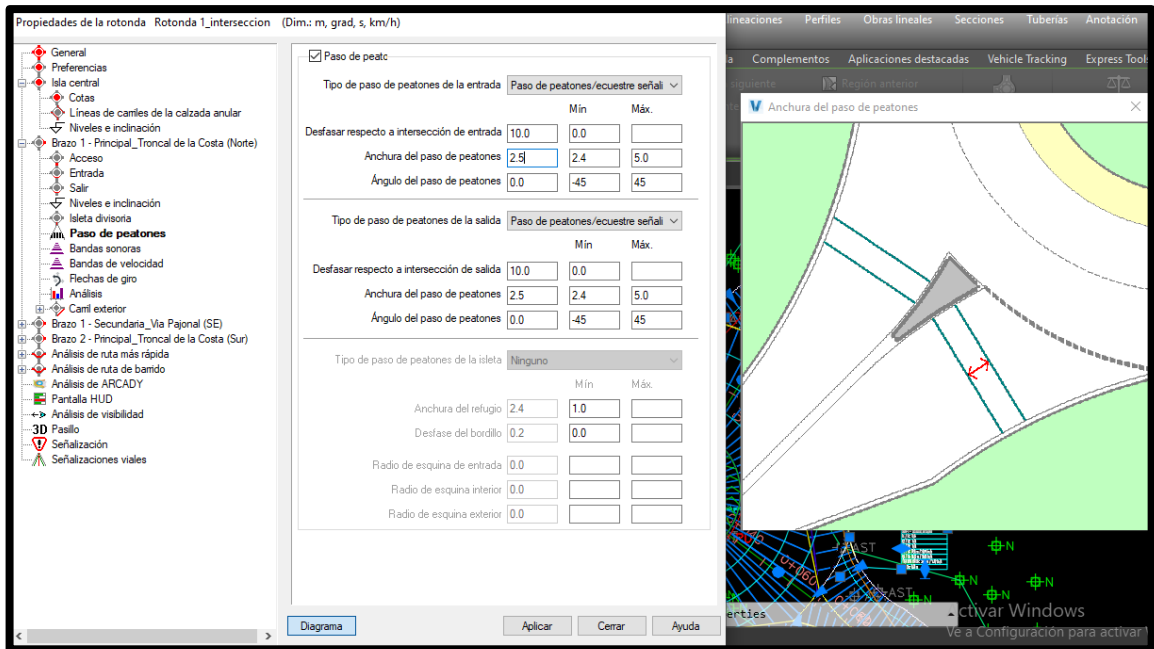 Propiedades de la rotonda Rotonda 1_interseccion (Dim.: m, grad, s, km/h)
General
Preferencias
Isla central
Cotas
Líneas de carriles de la calzada anular
Niveles e inclinación
Brazo 1 - Principal_Troncal de la Costa (Norte)
Acceso
Entrada
Salir
Niveles e inclinación
Isleta divisoria
Paso de peatones
Bandas sonoras
Bandas de velocidad
Flechas de giro
Análisis
Carril exterior
Brazo 1 - Secundaria_Via Pajonal (SE)
Brazo 2 - Principal_Troncal de la Costa (Sur)
Análisis de ruta más rápida
Análisis de ruta de barrido
Análisis de ARCADY
Pantalla HUD
Análisis de visibilidad
3D Pasillo
Señalización
Señalizaciones viales
Paso de peatc
Tipo de paso de peatones de la entrada Paso de peatones/ecuestre señali
Mín Máx.
Desfasar respecto a intersección de entrada 10.0 0.0
Anchura del paso de peatones 2.5 2.4 5.0
Ángulo del paso de peatones 0.0 -45 45
Tipo de paso de peatones de la salida Paso de peatones/ecuestre señali
Mín Máx.
Desfasar respecto a intersección de salida 10.0 0.0
Anchura del paso de peatones 2.5 2.4 5.0
Ángulo del paso de peatones 0.0 -45 45
Tipo de paso de peatones de la isleta Ninguno
Mín Máx.
Anchura del refugio 2.4 1.0
Desfase del bordillo 0.2 0.0
Radio de esquina de entrada 0.0
Radio de esquina interior 0.0
Radio de esquina exterior 0.0
Diagrama Aplicar Cerrar Ayuda
lineaciones Perfiles Obras lineales Secciones Tuberías Anotación
a Complementos Aplicaciones destacadas Vehicle Tracking Express Tool
siguiente Región anterior
Anchura del paso de peatones
AST N
0+060
N N
AST N N
erties
ctivar Windows
Ve a Configuración para activar